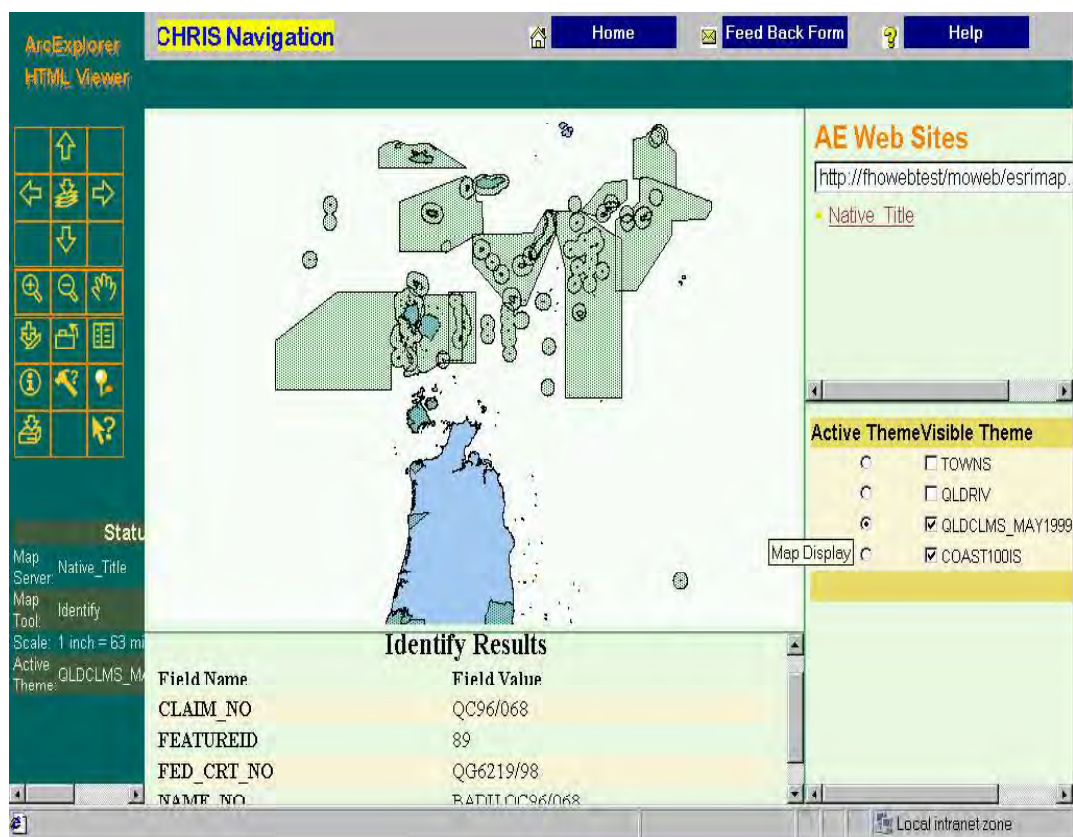 ArcExplorer
HTML Viewer
CHRIS Navigation
Home
Feed Back Form
Help
AE Web Sites
http://fhowebtest/moweb/esrimap.
Native_Title
Active Theme Visible Theme
TOWNS
QLDRIV
QLDCLMS_MAY1999
COAST100IS
Map Display
Statu
Map Server: Native_Title
Map Tool: Identify
Scale: 1 inch = 63 mi
Active Theme: QLDCLMS_MA
Identify Results
Field Name Field Value
CLAIM_NO QC96/068
FEATUREID 89
FED_CRT_NO QG6219/98
NAME_NO
Local intranet zone